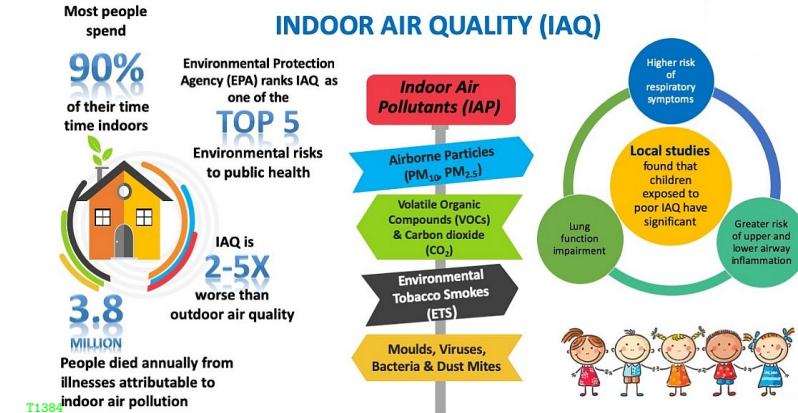 INDOOR AIR QUALITY (IAQ)
Most people
spend
90%
of their time
time indoors
Environmental Protection
Agency (EPA) ranks IAQ as
one of the
TOP 5
Environmental risks
to public health
IAQ is
2-5X
worse than
outdoor air quality
3.8
MILLION
People died annually from
illnesses attributable to
indoor air pollution
Indoor Air
Pollutants (IAP)
Airborne Particles
(PM10, PM2.5)
Volatile Organic
Compounds (VOCs)
& Carbon dioxide
(CO2)
Environmental
Tobacco Smokes
(ETS)
Moulds, Viruses,
Bacteria & Dust Mites
Higher risk
of
respiratory
symptoms
Local studies
found that
children
exposed to
poor IAQ have
significant
Lung
function
impairment
Greater risk
of upper and
lower airway
inflammation
T1384